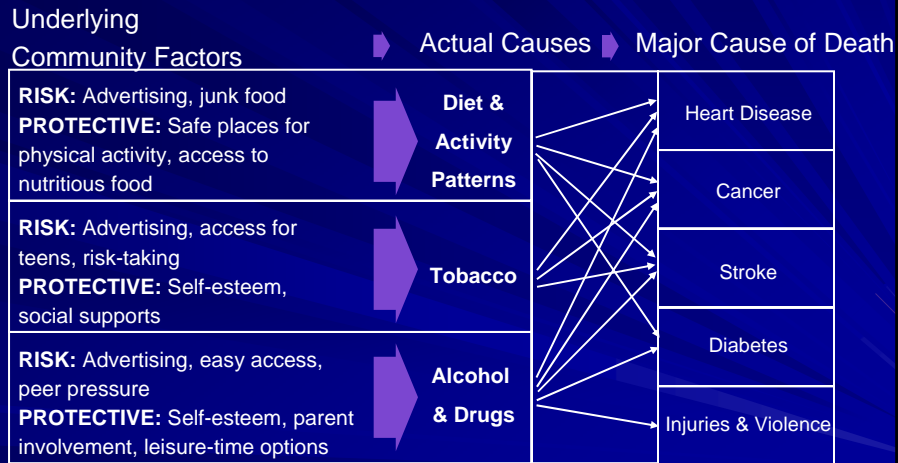 Underlying
Community Factors
Actual Causes
Major Cause of Death
RISK: Advertising, junk food
PROTECTIVE: Safe places for
physical activity, access to
nutritious food
Diet &
Activity
Patterns
RISK: Advertising, access for
teens, risk-taking
PROTECTIVE: Self-esteem,
social supports
Tobacco
RISK: Advertising, easy access,
peer pressure
PROTECTIVE: Self-esteem, parent
involvement, leisure-time options
Alcohol
& Drugs
Heart Disease
Cancer
Stroke
Diabetes
Injuries & Violence